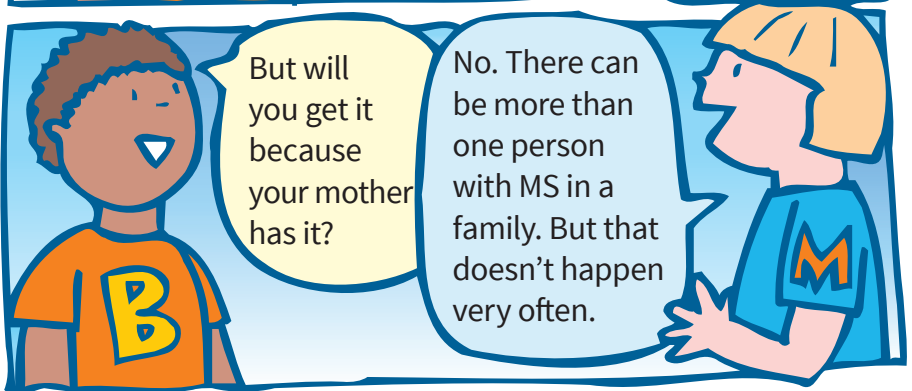 But will
you get it
because
your mother
has it?
No. There can
be more than
one person
with MS in a
family. But that
doesn't happen
very often.
B
M